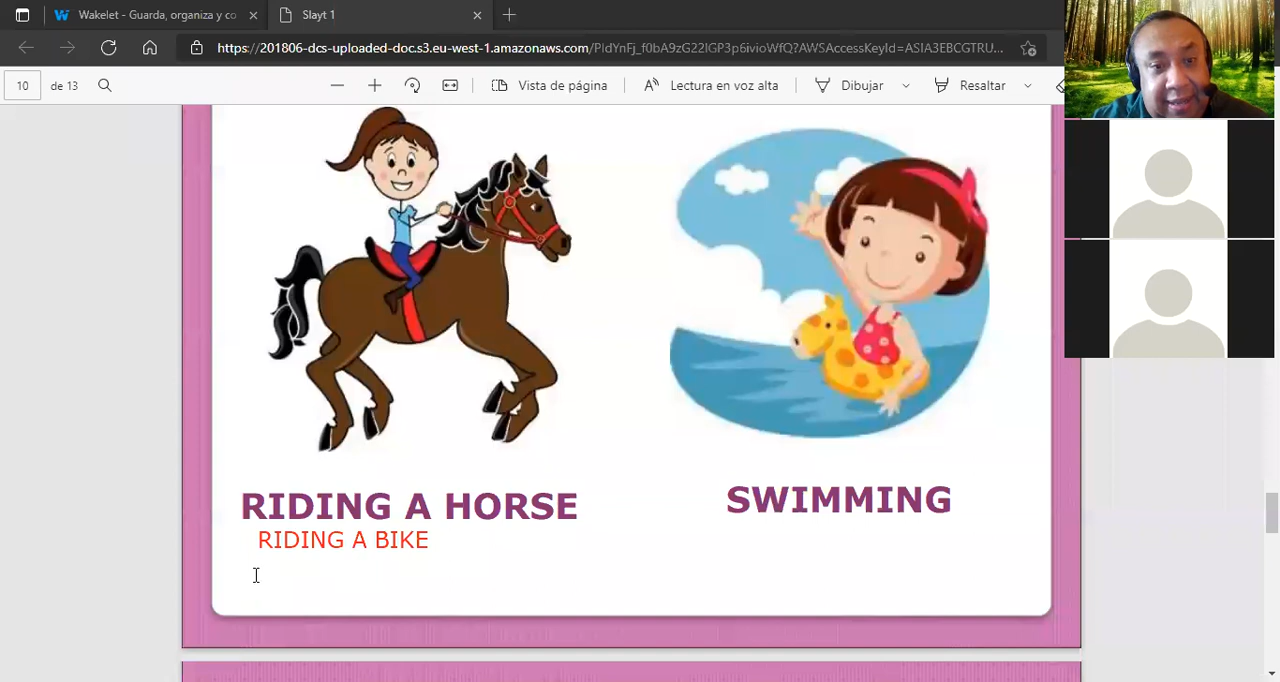 Wakelet - Guarda, organiza y co
Slayt 1
https://201806-dcs-uploaded-doc.s3.eu-west-1.amazonaws.com/PIdYnFj_f0bA9zG22IGP3p6ivioWfQ?AWSAccessKeyId=ASIA3EBCGTRU...
10 de 13
Vista de página
Lectura en voz alta
Dibujar
Resaltar
RIDING A HORSE
SWIMMING
RIDING A BIKE